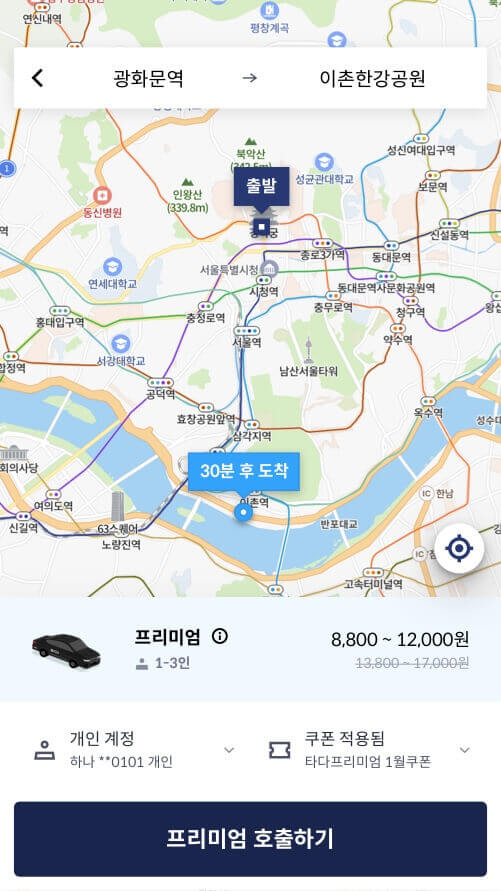 연신내역
평창계곡
광화문역 → 이촌한강공원
북악산
(342.5m)
성신여대입구역
성균관대학교
보문역
1
인왕산
(339.8m)
출발
동신병원
신설동역
종로3가역
동대문역
서울특별시청
연세대학교
시청역
동대문역사문화공원역
홍태입구역
충정로역
충무로역
청구역
서울역
약수역
서강태학교
합정역
남산서울타워
공덕역
효창공원앞역
옥수역
삼각지역
성수대
회의사당
30분 후 도착
여의도역
이촌역
IC 한남
신길역
63스퀘어
반포대교
노량진역
IC
고속터미널역
프리미엄
8,800 ~ 12,000원
1-3인
13,800 ~ 17,000원
개인 계정
쿠폰 적용됨
하나 **0101 개인
타다프리미엄 1월쿠폰
프리미엄 호출하기